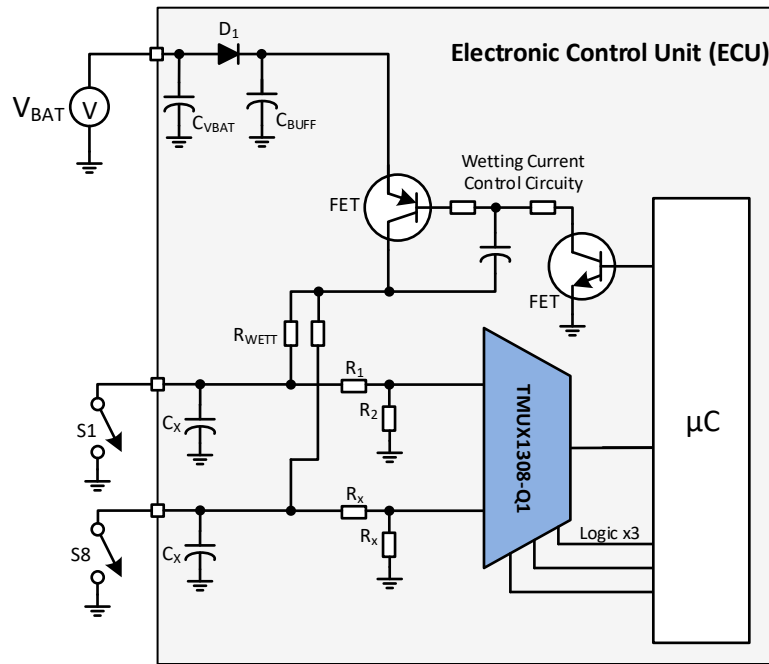 D1
Electronic Control Unit (ECU)
VBAT
V
CVBAT
CBUFF
Wetting Current
Control Circuity
FET
FET
RWETT
R1
S1
CX
R2
TMUX1308-Q1
µC
Rx
S8
CX
Rx
Logic x3